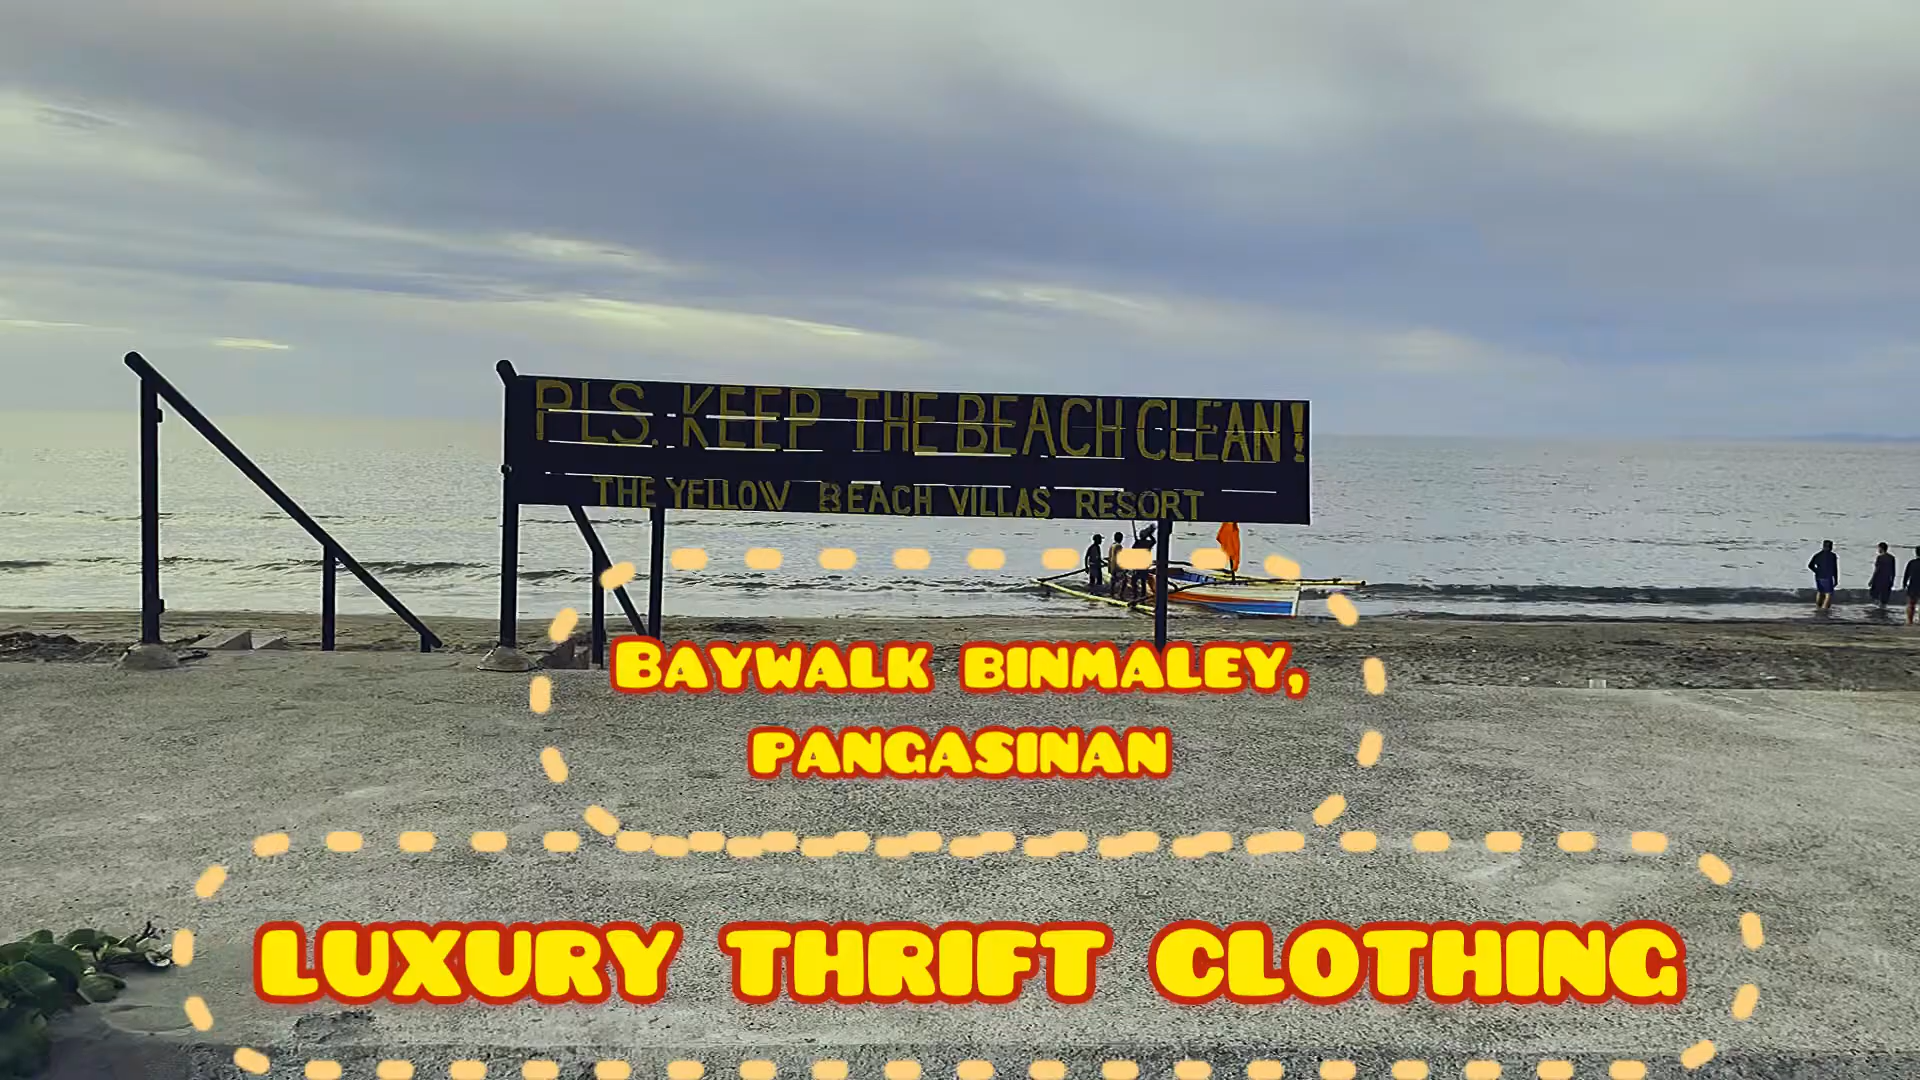 PLS. KEEP THE BEACH CLEAN!
THE YELLOW BEACH VILLAS RESORT
BAYWALK BINMALEY,
PANGASINAN
LUXURY THRIFT CLOTHING